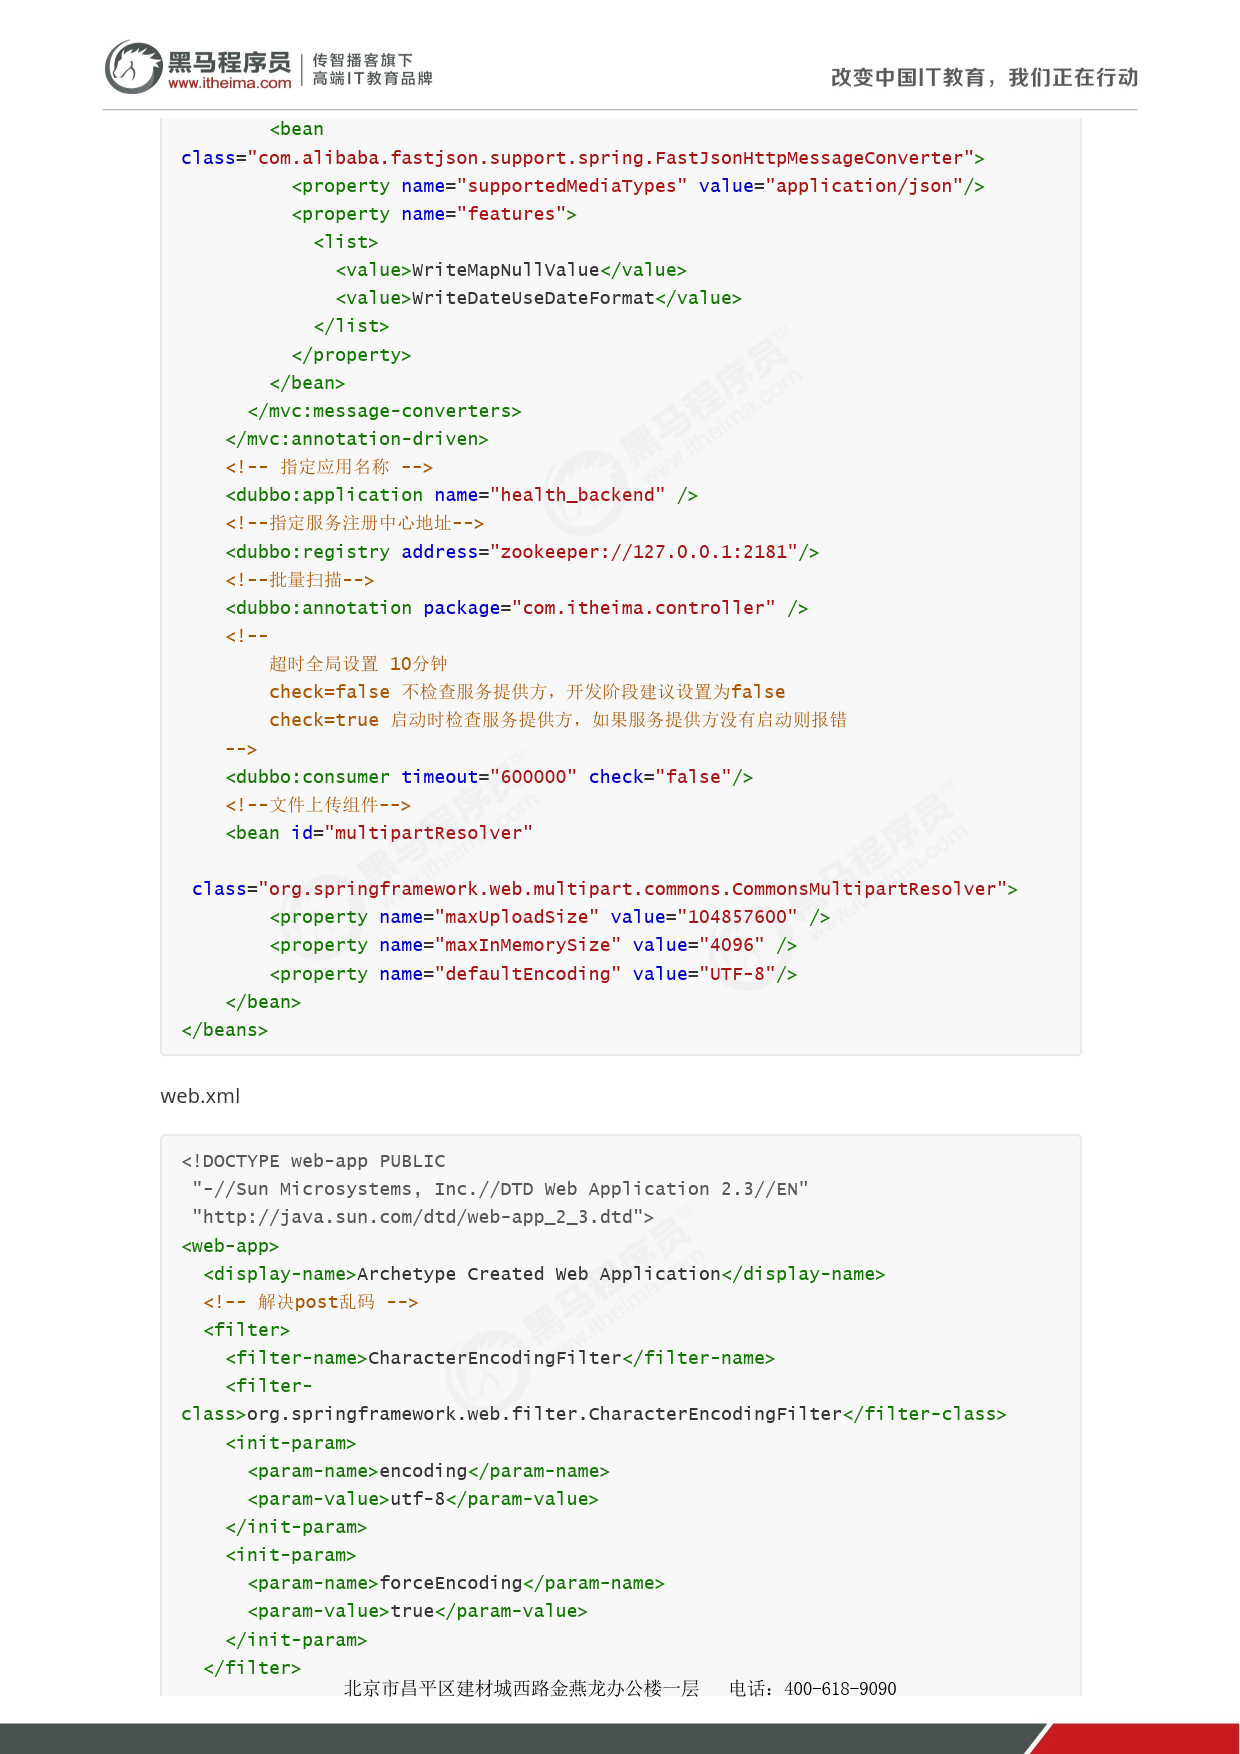 黑马程序员
www.itheima.com
传智播客旗下
高端IT教育品牌
改变中国IT教育，我们正在行动
<bean
class="com.alibaba.fastjson.support.spring.FastJsonHttpMessageConverter">
<property name="supportedMediaTypes" value="application/json"/>
<property name="features">
<list>
<value>WriteMapNullValue</value>
<value>WriteDateUseDateFormat</value>
</list>
</property>
</bean>
</mvc:message-converters>
</mvc:annotation-driven>
<!-- 指定应用名称 -->
<dubbo:application name="health_backend" />
<!--指定服务注册中心地址-->
<dubbo:registry address="zookeeper://127.0.0.1:2181"/>
<!--批量扫描-->
<dubbo:annotation package="com.itheima.controller" />
<!--
超时全局设置 10分钟
check=false 不检查服务提供方，开发阶段建议设置为false
check=true 启动时检查服务提供方，如果服务提供方没有启动则报错
-->
<dubbo:consumer timeout="600000" check="false"/>
<!--文件上传组件-->
<bean id="multipartResolver"
class="org.springframework.web.multipart.commons.CommonsMultipartResolver">
<property name="maxUploadSize" value="104857600" />
<property name="maxInMemorySize" value="4096" />
<property name="defaultEncoding" value="UTF-8"/>
</bean>
</beans>
web.xml
<!DOCTYPE web-app PUBLIC
"-//Sun Microsystems, Inc.//DTD Web Application 2.3//EN"
"http://java.sun.com/dtd/web-app_2_3.dtd">
<web-app>
<display-name>Archetype Created Web Application</display-name>
<!-- 解决post乱码 -->
<filter>
<filter-name>CharacterEncodingFilter</filter-name>
<filter-
class>org.springframework.web.filter.CharacterEncodingFilter</filter-class>
<init-param>
<param-name>encoding</param-name>
<param-value>utf-8</param-value>
</init-param>
<init-param>
<param-name>forceEncoding</param-name>
<param-value>true</param-value>
</init-param>
</filter>
北京市昌平区建材城西路金燕龙办公楼一层 电话：400-618-9090